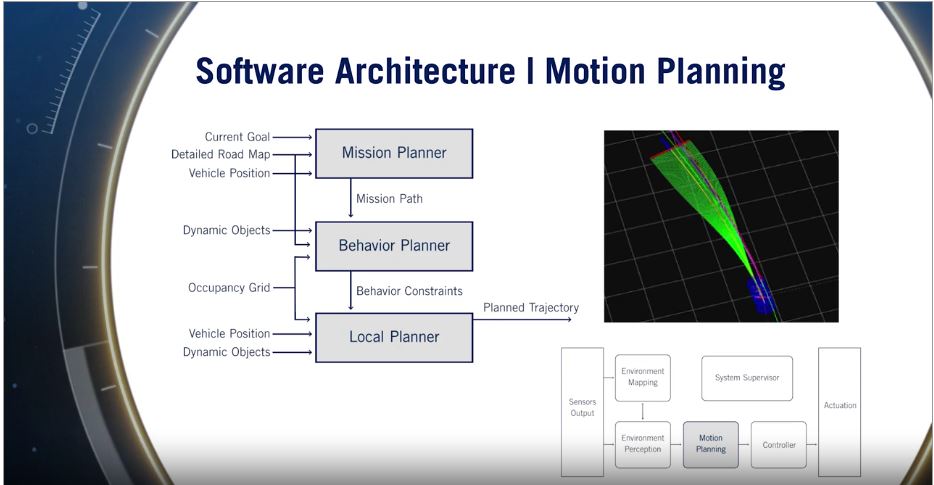 Software Architecture | Motion Planning
Current Goal
Detailed Road Map
Vehicle Position
Mission Planner
Mission Path
Dynamic Objects
Behavior Planner
Occupancy Grid
Behavior Constraints
Vehicle Position
Dynamic Objects
Local Planner
Planned Trajectory
Sensors
Output
Environment
Mapping
System Supervisor
Environment
Perception
Motion
Planning
Controller
Actuation